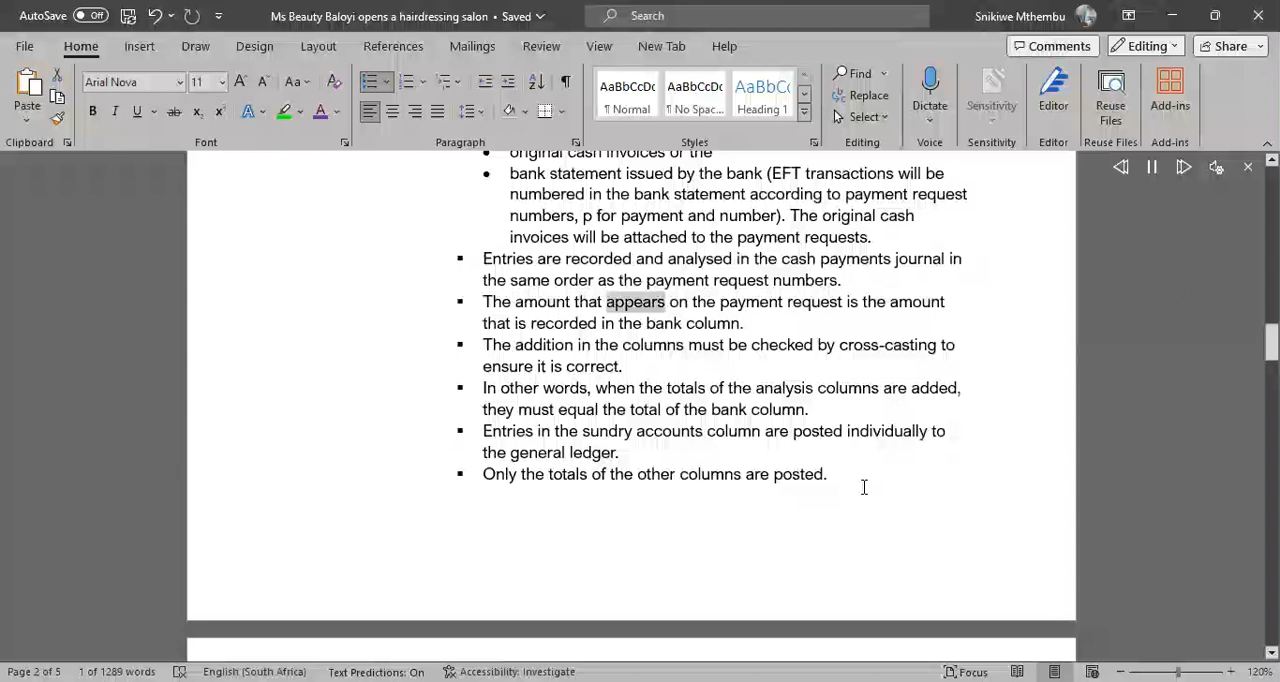 AutoSave Off Ms Beauty Baloyi opens a hairdressing salon • Saved Search Snikiwe Mthembu
File Home Insert Draw Design Layout References Mailings Review View New Tab Help Comments Editing Share
Paste
Clipboard
Arial Nova 11 A A Aa A
B I U ab x₂ x² A A
Font
Paragraph
AaBbCcDc AaBbCcDc AaBbC
¶ Normal ¶ No Spac... Heading 1
Styles
Find
Replace
Select
Editing
Dictate
Voice
Sensitivity
Sensitivity
Editor
Editor
Reuse
Files
Reuse Files
Add-ins
Add-ins
• original cash invoices or the
• bank statement issued by the bank (EFT transactions will be
numbered in the bank statement according to payment request
numbers, p for payment and number). The original cash
invoices will be attached to the payment requests.
▪ Entries are recorded and analysed in the cash payments journal in
the same order as the payment request numbers.
▪ The amount that appears on the payment request is the amount
that is recorded in the bank column.
▪ The addition in the columns must be checked by cross-casting to
ensure it is correct.
▪ In other words, when the totals of the analysis columns are added,
they must equal the total of the bank column.
▪ Entries in the sundry accounts column are posted individually to
the general ledger.
▪ Only the totals of the other columns are posted.
Page 2 of 5 1 of 1289 words English (South Africa) Text Predictions: On Accessibility: Investigate Focus 120%